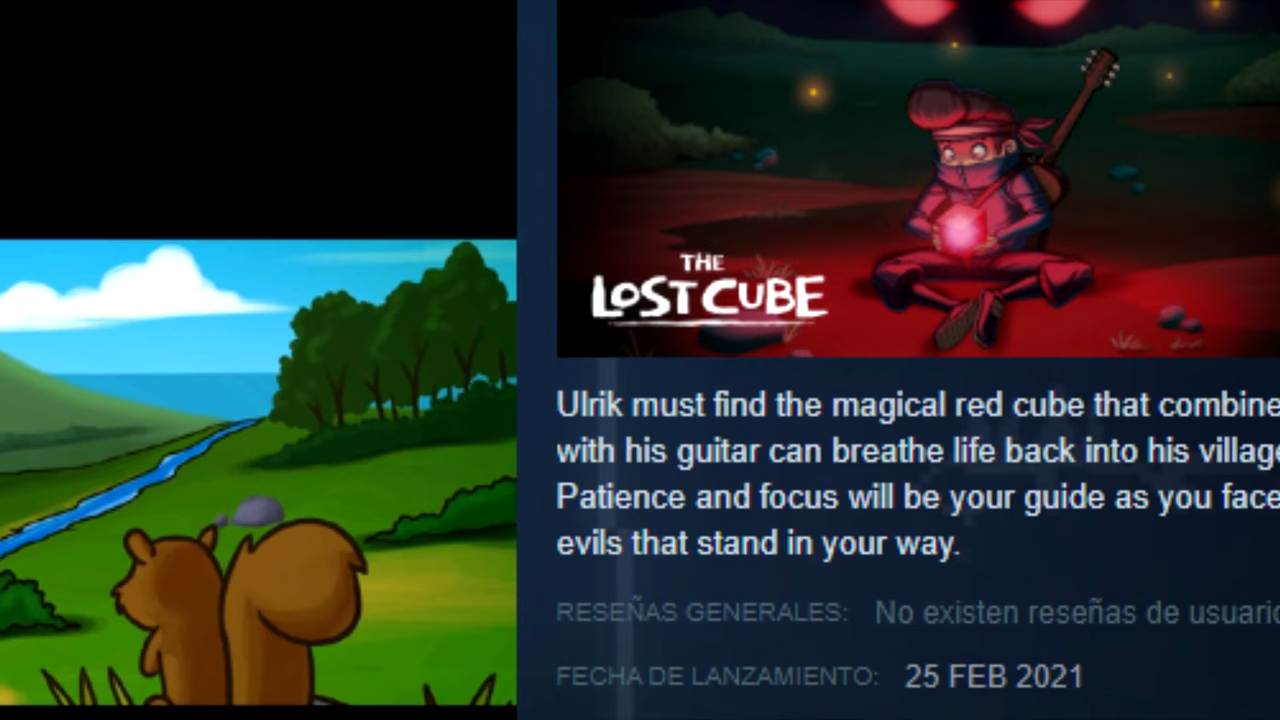 THE
LOST CUBE
Ulrik must find the magical red cube that combine
with his guitar can breathe life back into his village
Patience and focus will be your guide as you face
evils that stand in your way.
RESEÑAS GENERALES: No existen reseñas de usuario
FECHA DE LANZAMIENTO: 25 FEB 2021